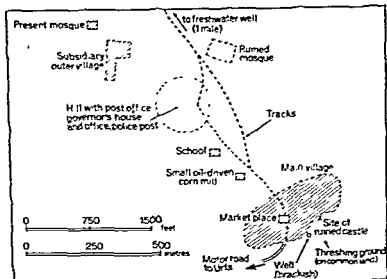 to freshwater well
(1 mile)
Present mosque
Ruined
mosque
Subsidiary
outer village
Hill with post office
governor's house
and office, police post
Tracks
School
Main village
Small oil-driven
corn mill
Market place
Site of
ruined castle
0 750 1500
feet
0 250 500
metres
Motor road
to Urfa
Well
(brackish)
Threshing ground
(on common land)